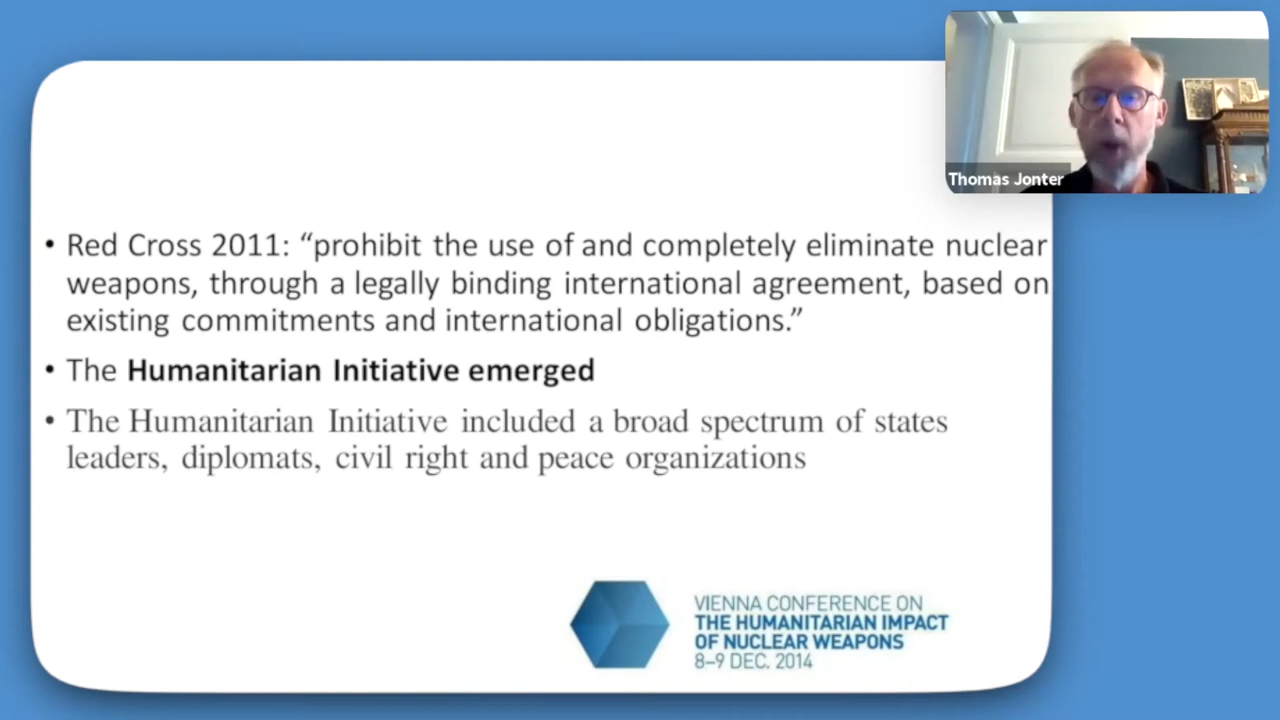 Thomas Jonter
• Red Cross 2011: “prohibit the use of and completely eliminate nuclear
weapons, through a legally binding international agreement, based on
existing commitments and international obligations.”
• The Humanitarian Initiative emerged
• The Humanitarian Initiative included a broad spectrum of states
leaders, diplomats, civil right and peace organizations
VIENNA CONFERENCE ON
THE HUMANITARIAN IMPACT
OF NUCLEAR WEAPONS
8–9 DEC. 2014